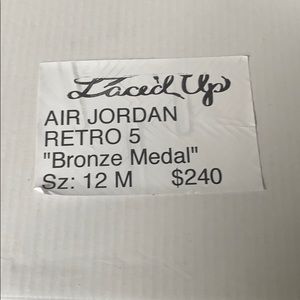 Laced Up
AIR JORDAN
RETRO 5
"Bronze Medal"
Sz: 12 M $240